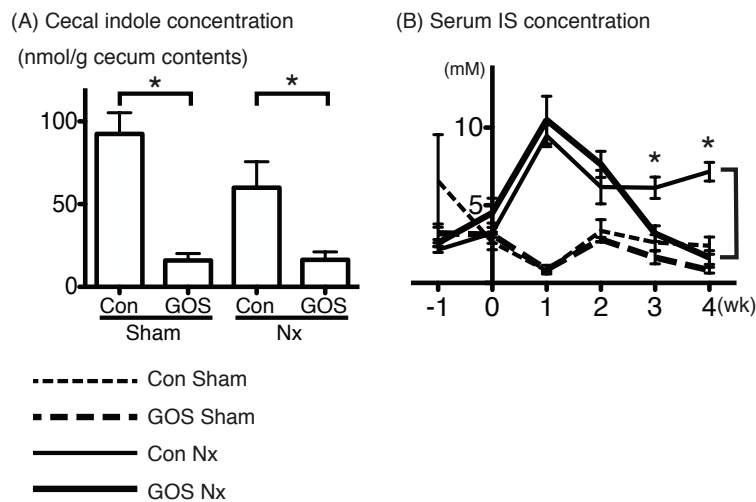 (A) Cecal indole concentration
(nmol/g cecum contents)
100
50
0
* *
Con GOS Con GOS
Sham Nx
(B) Serum IS concentration
(mM)
10
5
* *
-1 0 1 2 3 4 (wk)
Con Sham
GOS Sham
Con Nx
GOS Nx